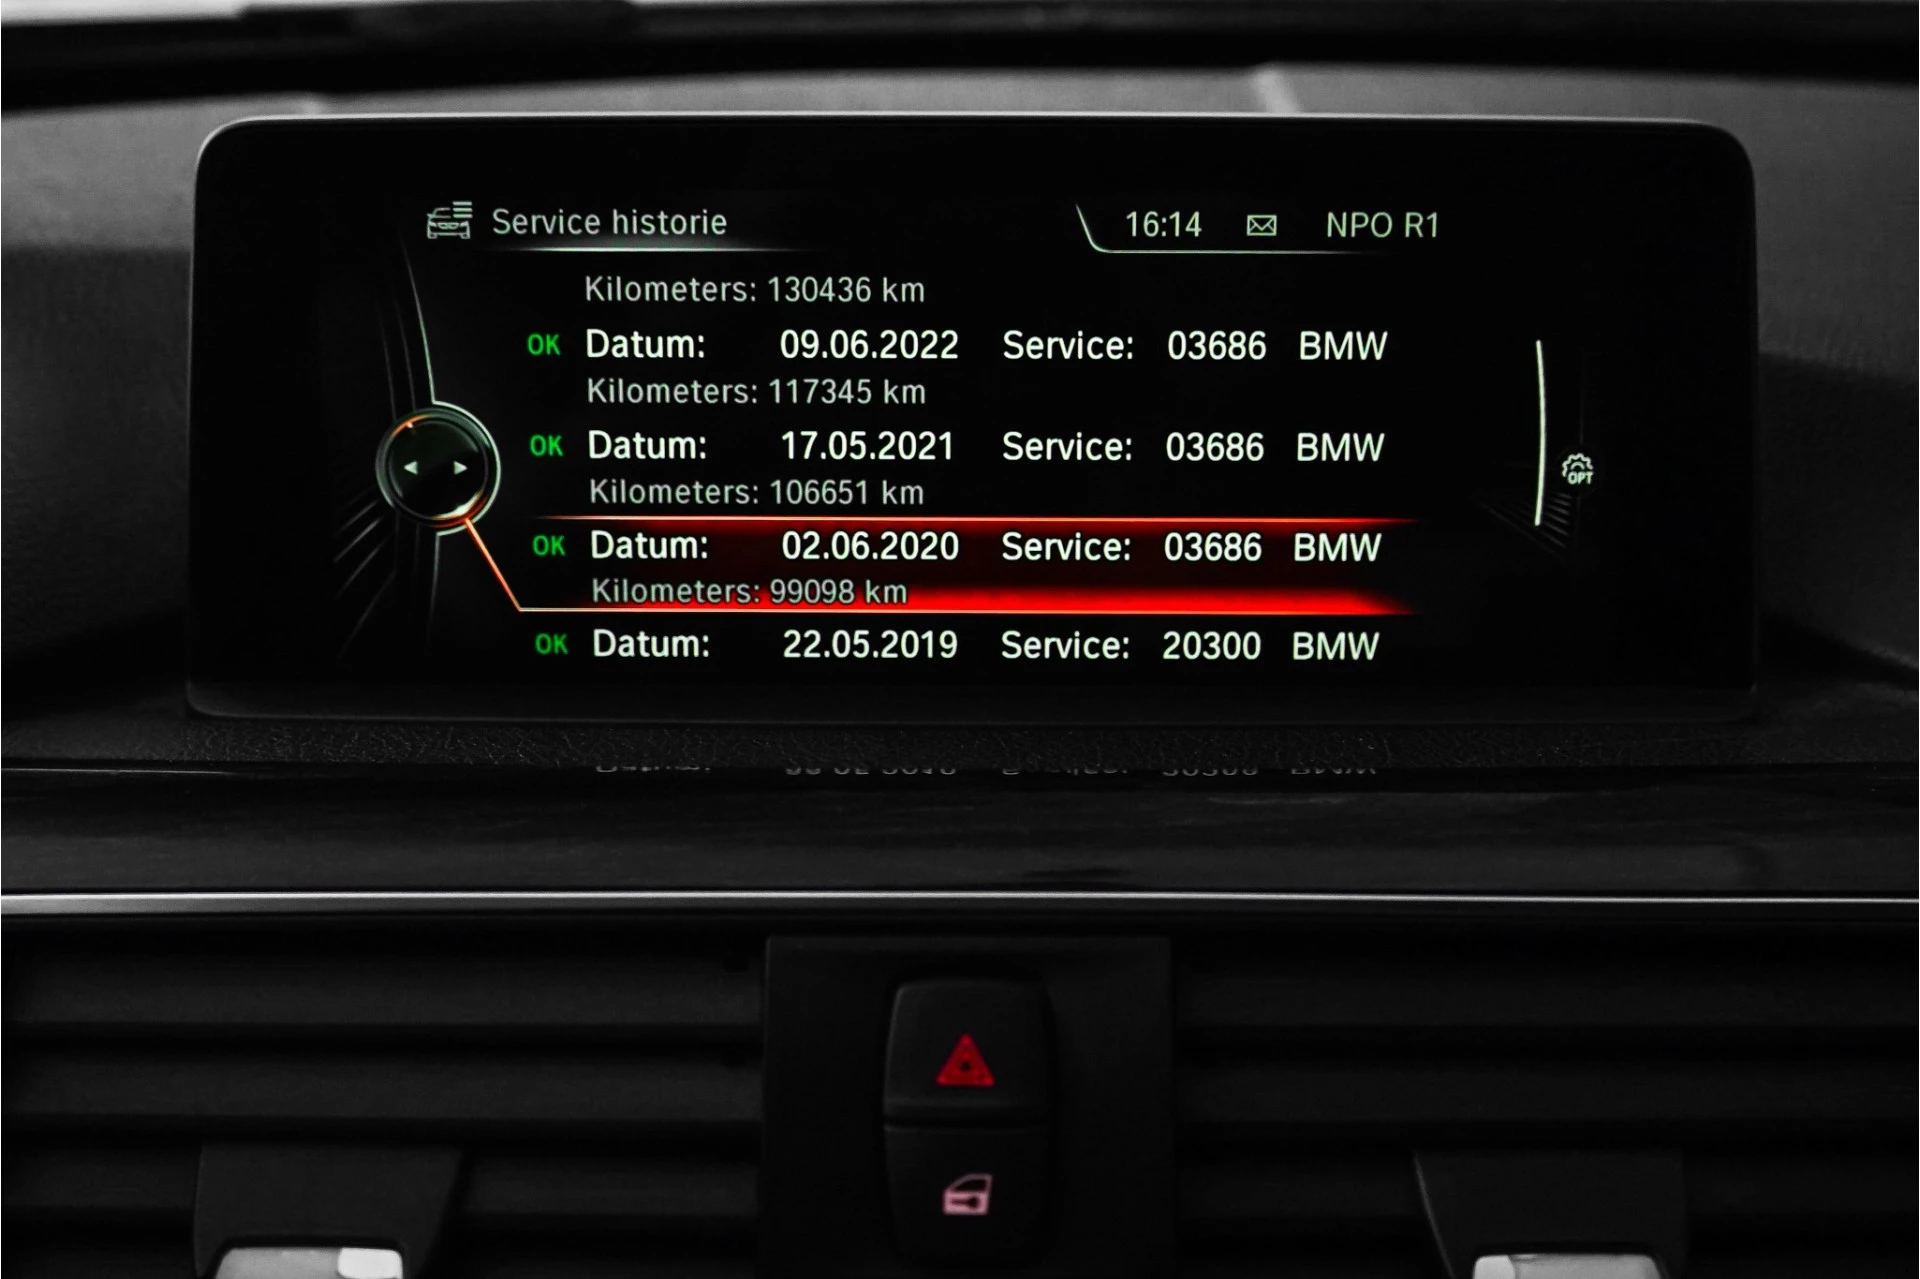 Service historie 16:14 NPO R1
Kilometers: 130436 km
OK Datum: 09.06.2022 Service: 03686 BMW
Kilometers: 117345 km
OK Datum: 17.05.2021 Service: 03686 BMW
Kilometers: 106651 km
OK Datum: 02.06.2020 Service: 03686 BMW
Kilometers: 99098 km
OK Datum: 22.05.2019 Service: 20300 BMW
OPT